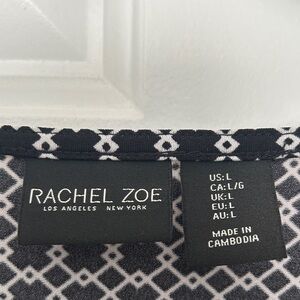 RACHEL ZOE
LOS ANGELES NEW YORK
US:L
CA:L/G
UK:L
EU:L
AU:L
MADE IN
CAMBODIA